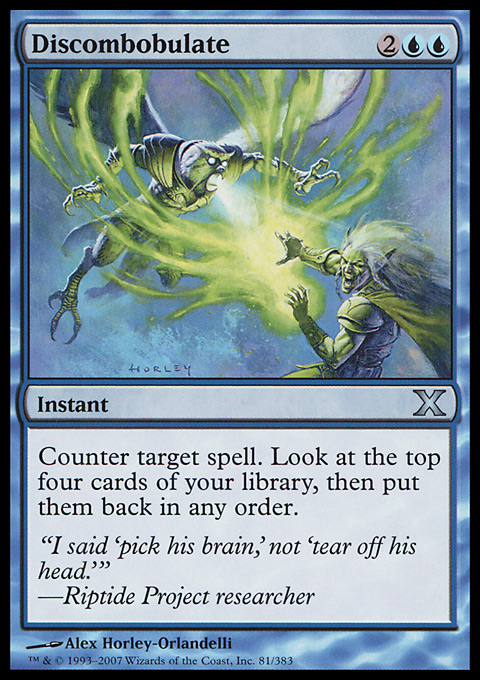 Discombobulate 2
HORLEY
Instant X
Counter target spell. Look at the top
four cards of your library, then put
them back in any order.
“I said ‘pick his brain,’ not ‘tear off his
head.’”
—Riptide Project researcher
Alex Horley-Orlandelli
™ & © 1993–2007 Wizards of the Coast, Inc. 81/383